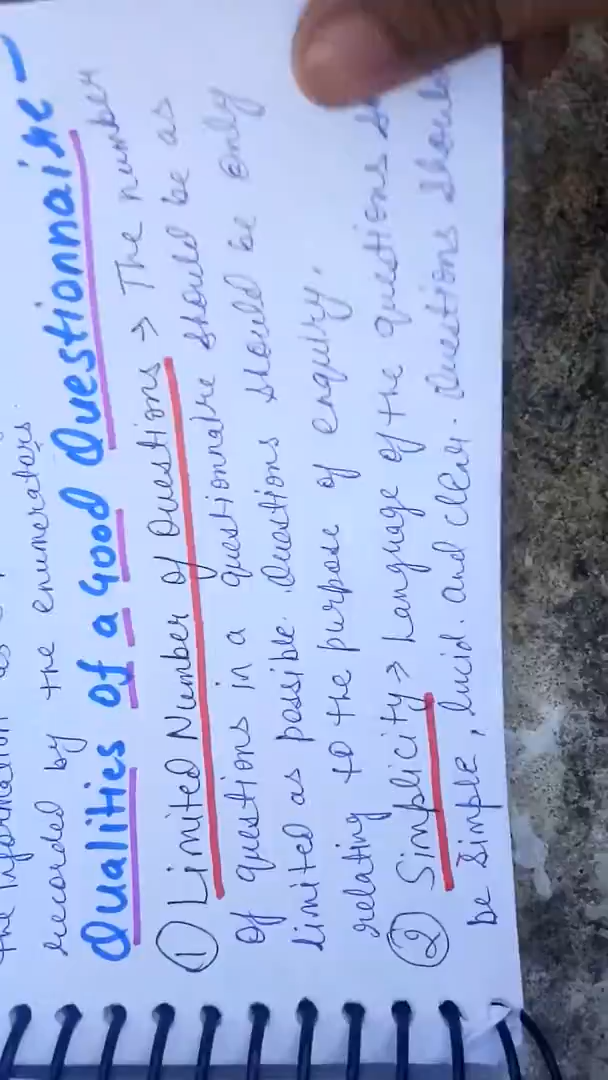 the information
recorded by the enumerators.
Qualities of a Good Questionnaire -
① Limited Number of Questions → The number
of questions in a questionnaire should be as
limited as possible. Questions should be only
relating to the purpose of enquiry.
② Simplicity → Language of the questions
be simple, lucid. and clear. Questions should